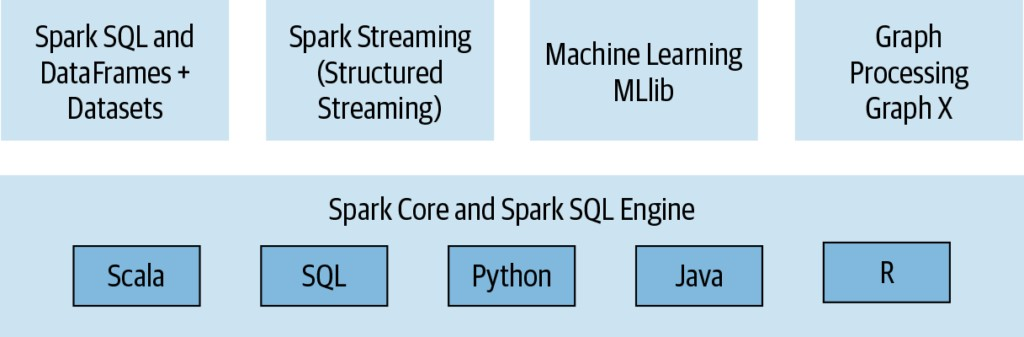 Spark SQL and
DataFrames +
Datasets
Spark Streaming
(Structured
Streaming)
Machine Learning
MLlib
Graph
Processing
Graph X
Spark Core and Spark SQL Engine
Scala
SQL
Python
Java
R